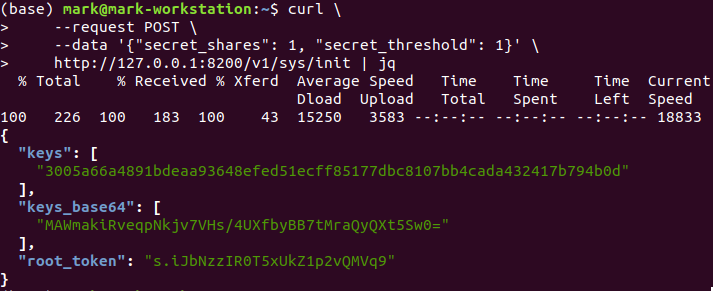 (base) mark@mark-workstation:~$ curl \
>     --request POST \
>     --data '{"secret_shares": 1, "secret_threshold": 1}' \
>     http://127.0.0.1:8200/v1/sys/init | jq
  % Total    % Received % Xferd  Average Speed   Time    Time     Time  Current
                                 Dload  Upload   Total   Spent    Left  Speed
100   226  100   183  100    43  15250   3583 --:--:-- --:--:-- --:--:-- 18833
{
  "keys": [
    "3005a66a4891bdeaa93648efed51ecff85177dbc8107bb4cada432417b794b0d"
  ],
  "keys_base64": [
    "MAWmakiRveqpNkjv7VHs/4UXfbyBB7tMraQyQXt5Sw0="
  ],
  "root_token": "s.iJbNzzIR0T5xUkZ1p2vQMVq9"
}